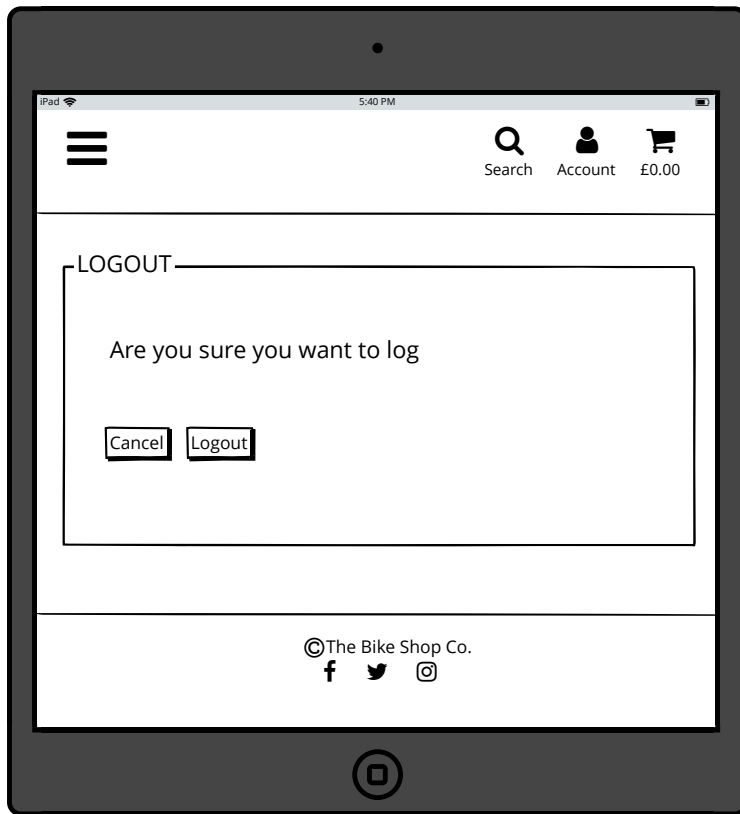 iPad 5:40 PM
Search Account £0.00
LOGOUT
Are you sure you want to log
Cancel Logout
©The Bike Shop Co.